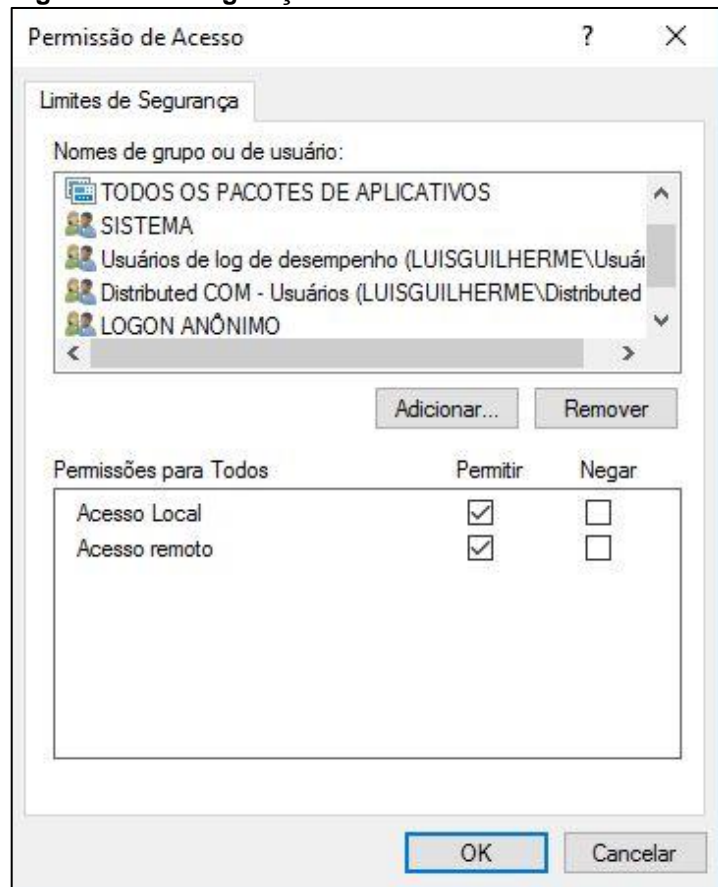 Permissão de Acesso
Limites de Segurança
Nomes de grupo ou de usuário:
TODOS OS PACOTES DE APLICATIVOS
SISTEMA
Usuários de log de desempenho (LUISGUILHERME\Usuár
Distributed COM - Usuários (LUISGUILHERME\Distributed
LOGON ANÔNIMO
Adicionar... Remover
Permissões para Todos Permitir Negar
Acesso Local
Acesso remoto
OK Cancelar